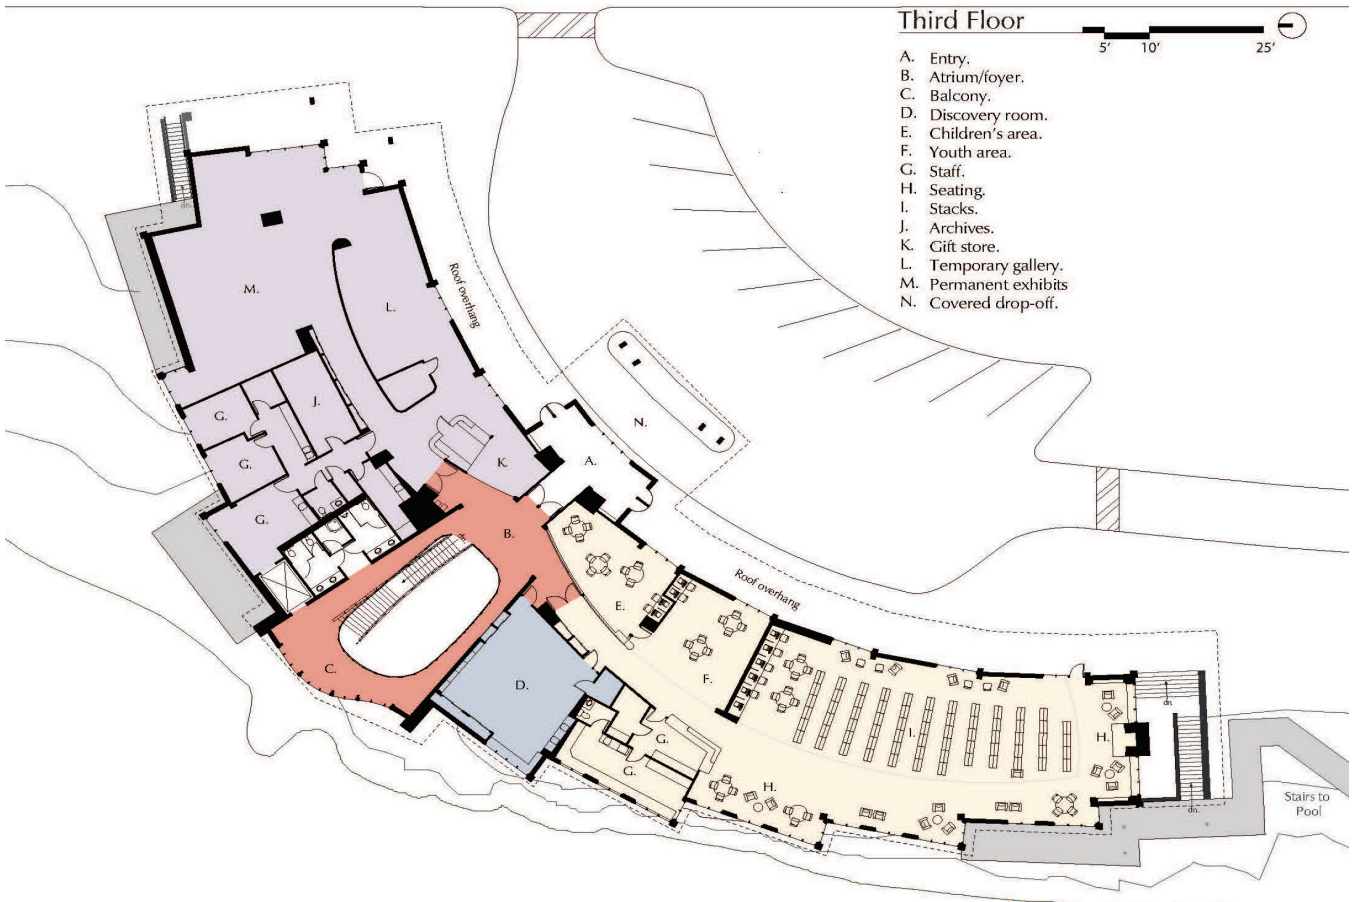 Third Floor
5' 10' 25'
A. Entry.
B. Atrium/foyer.
C. Balcony.
D. Discovery room.
E. Children's area.
F. Youth area.
G. Staff.
H. Seating.
I. Stacks.
J. Archives.
K. Gift store.
L. Temporary gallery.
M. Permanent exhibits
N. Covered drop-off.
dn.
M.
L.
Roof overhang
G.
J.
N.
G.
K.
A.
G.
B.
Roof overhang
E.
C.
D.
F.
dn.
G.
I.
H.
G.
H.
dn.
Stairs to
Pool